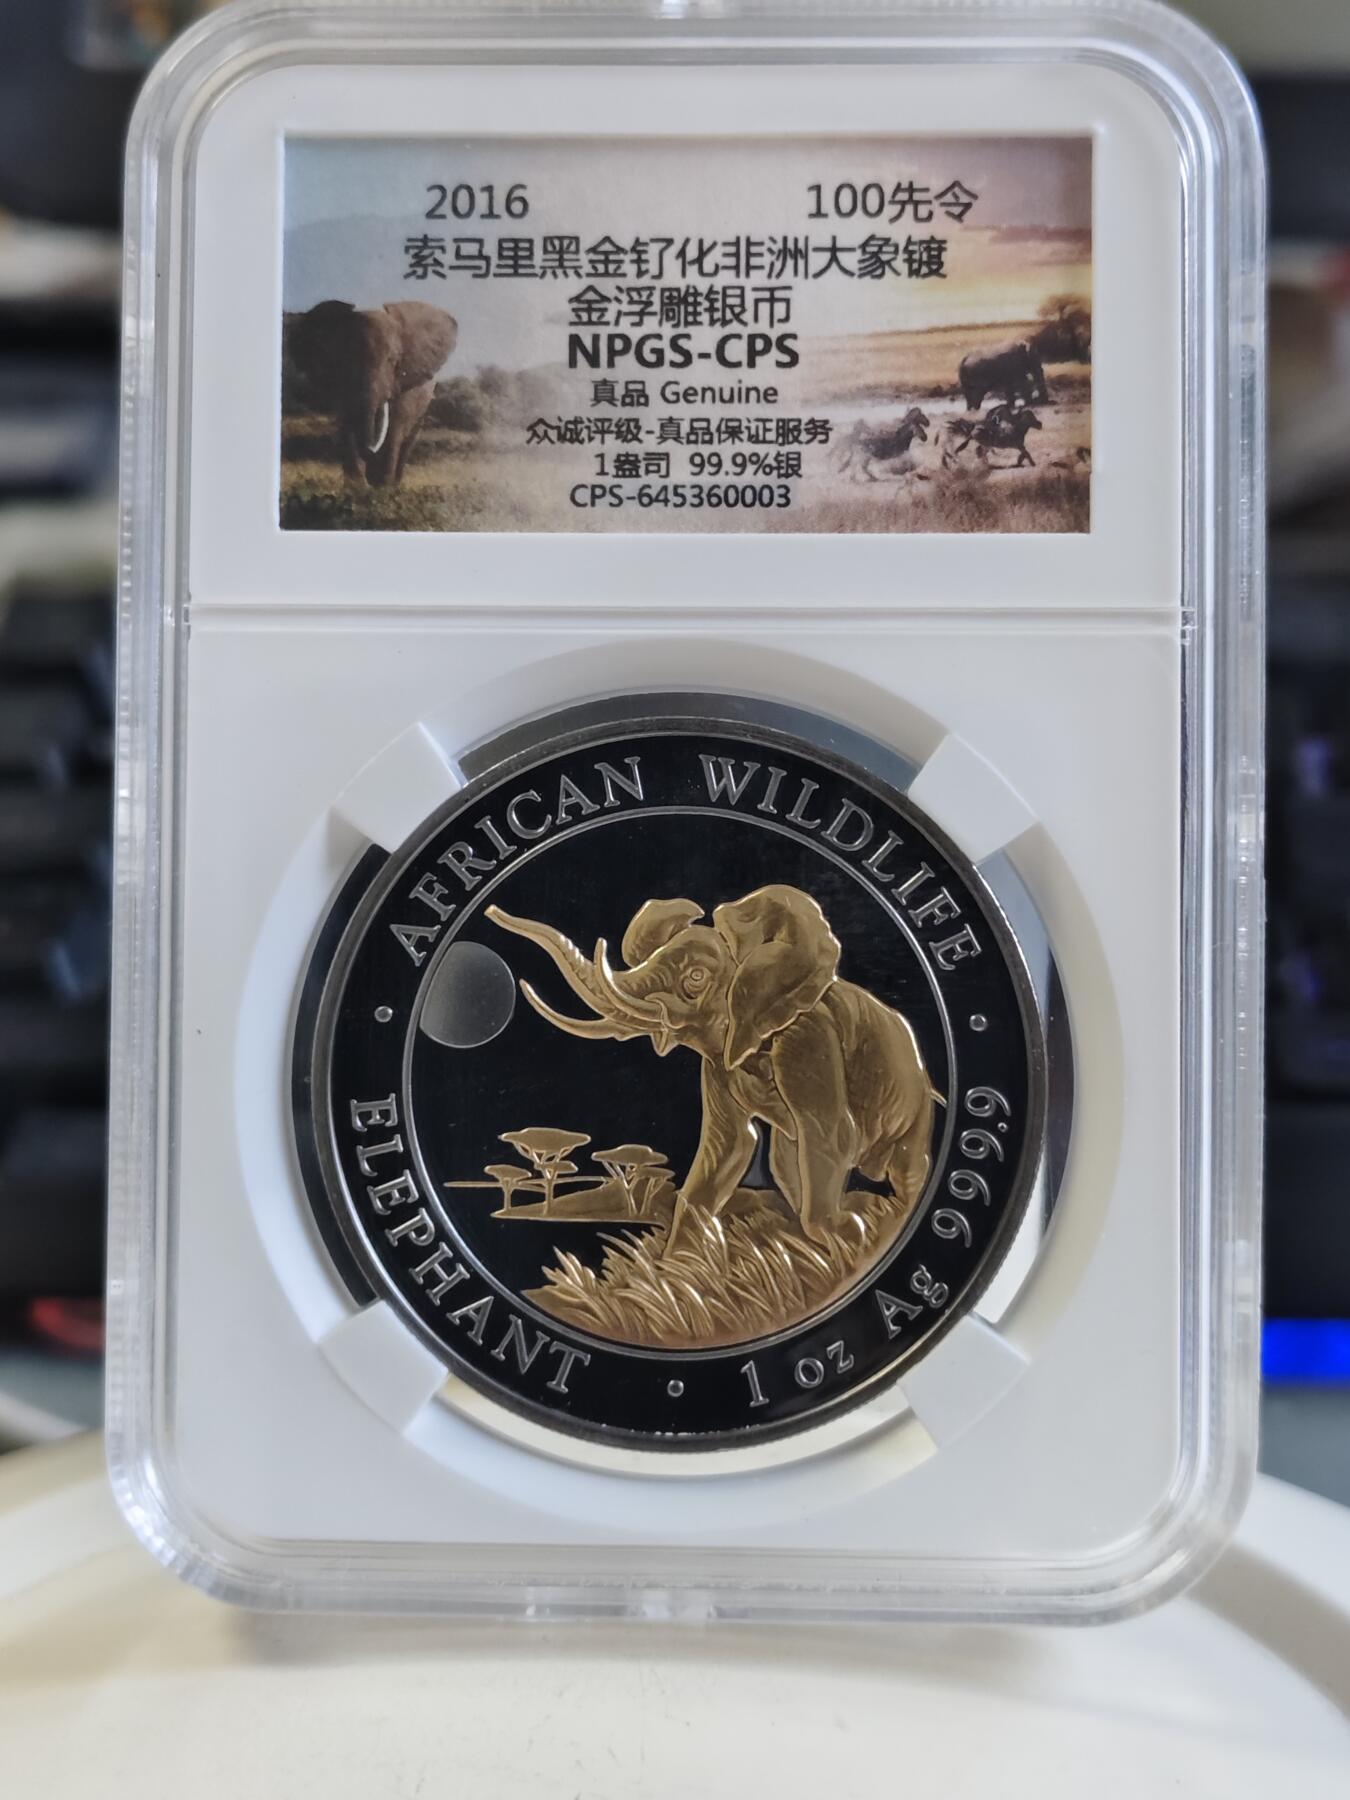 2016 100先令
索马里黑金钌化非洲大象镀
金浮雕银币
NPGS-CPS
真品 Genuine
众诚评级-真品保证服务
1盎司 99.9%银
CPS-645360003
AFRICAN WILDLIFE
ELEPHANT
1 oz Ag 999.9